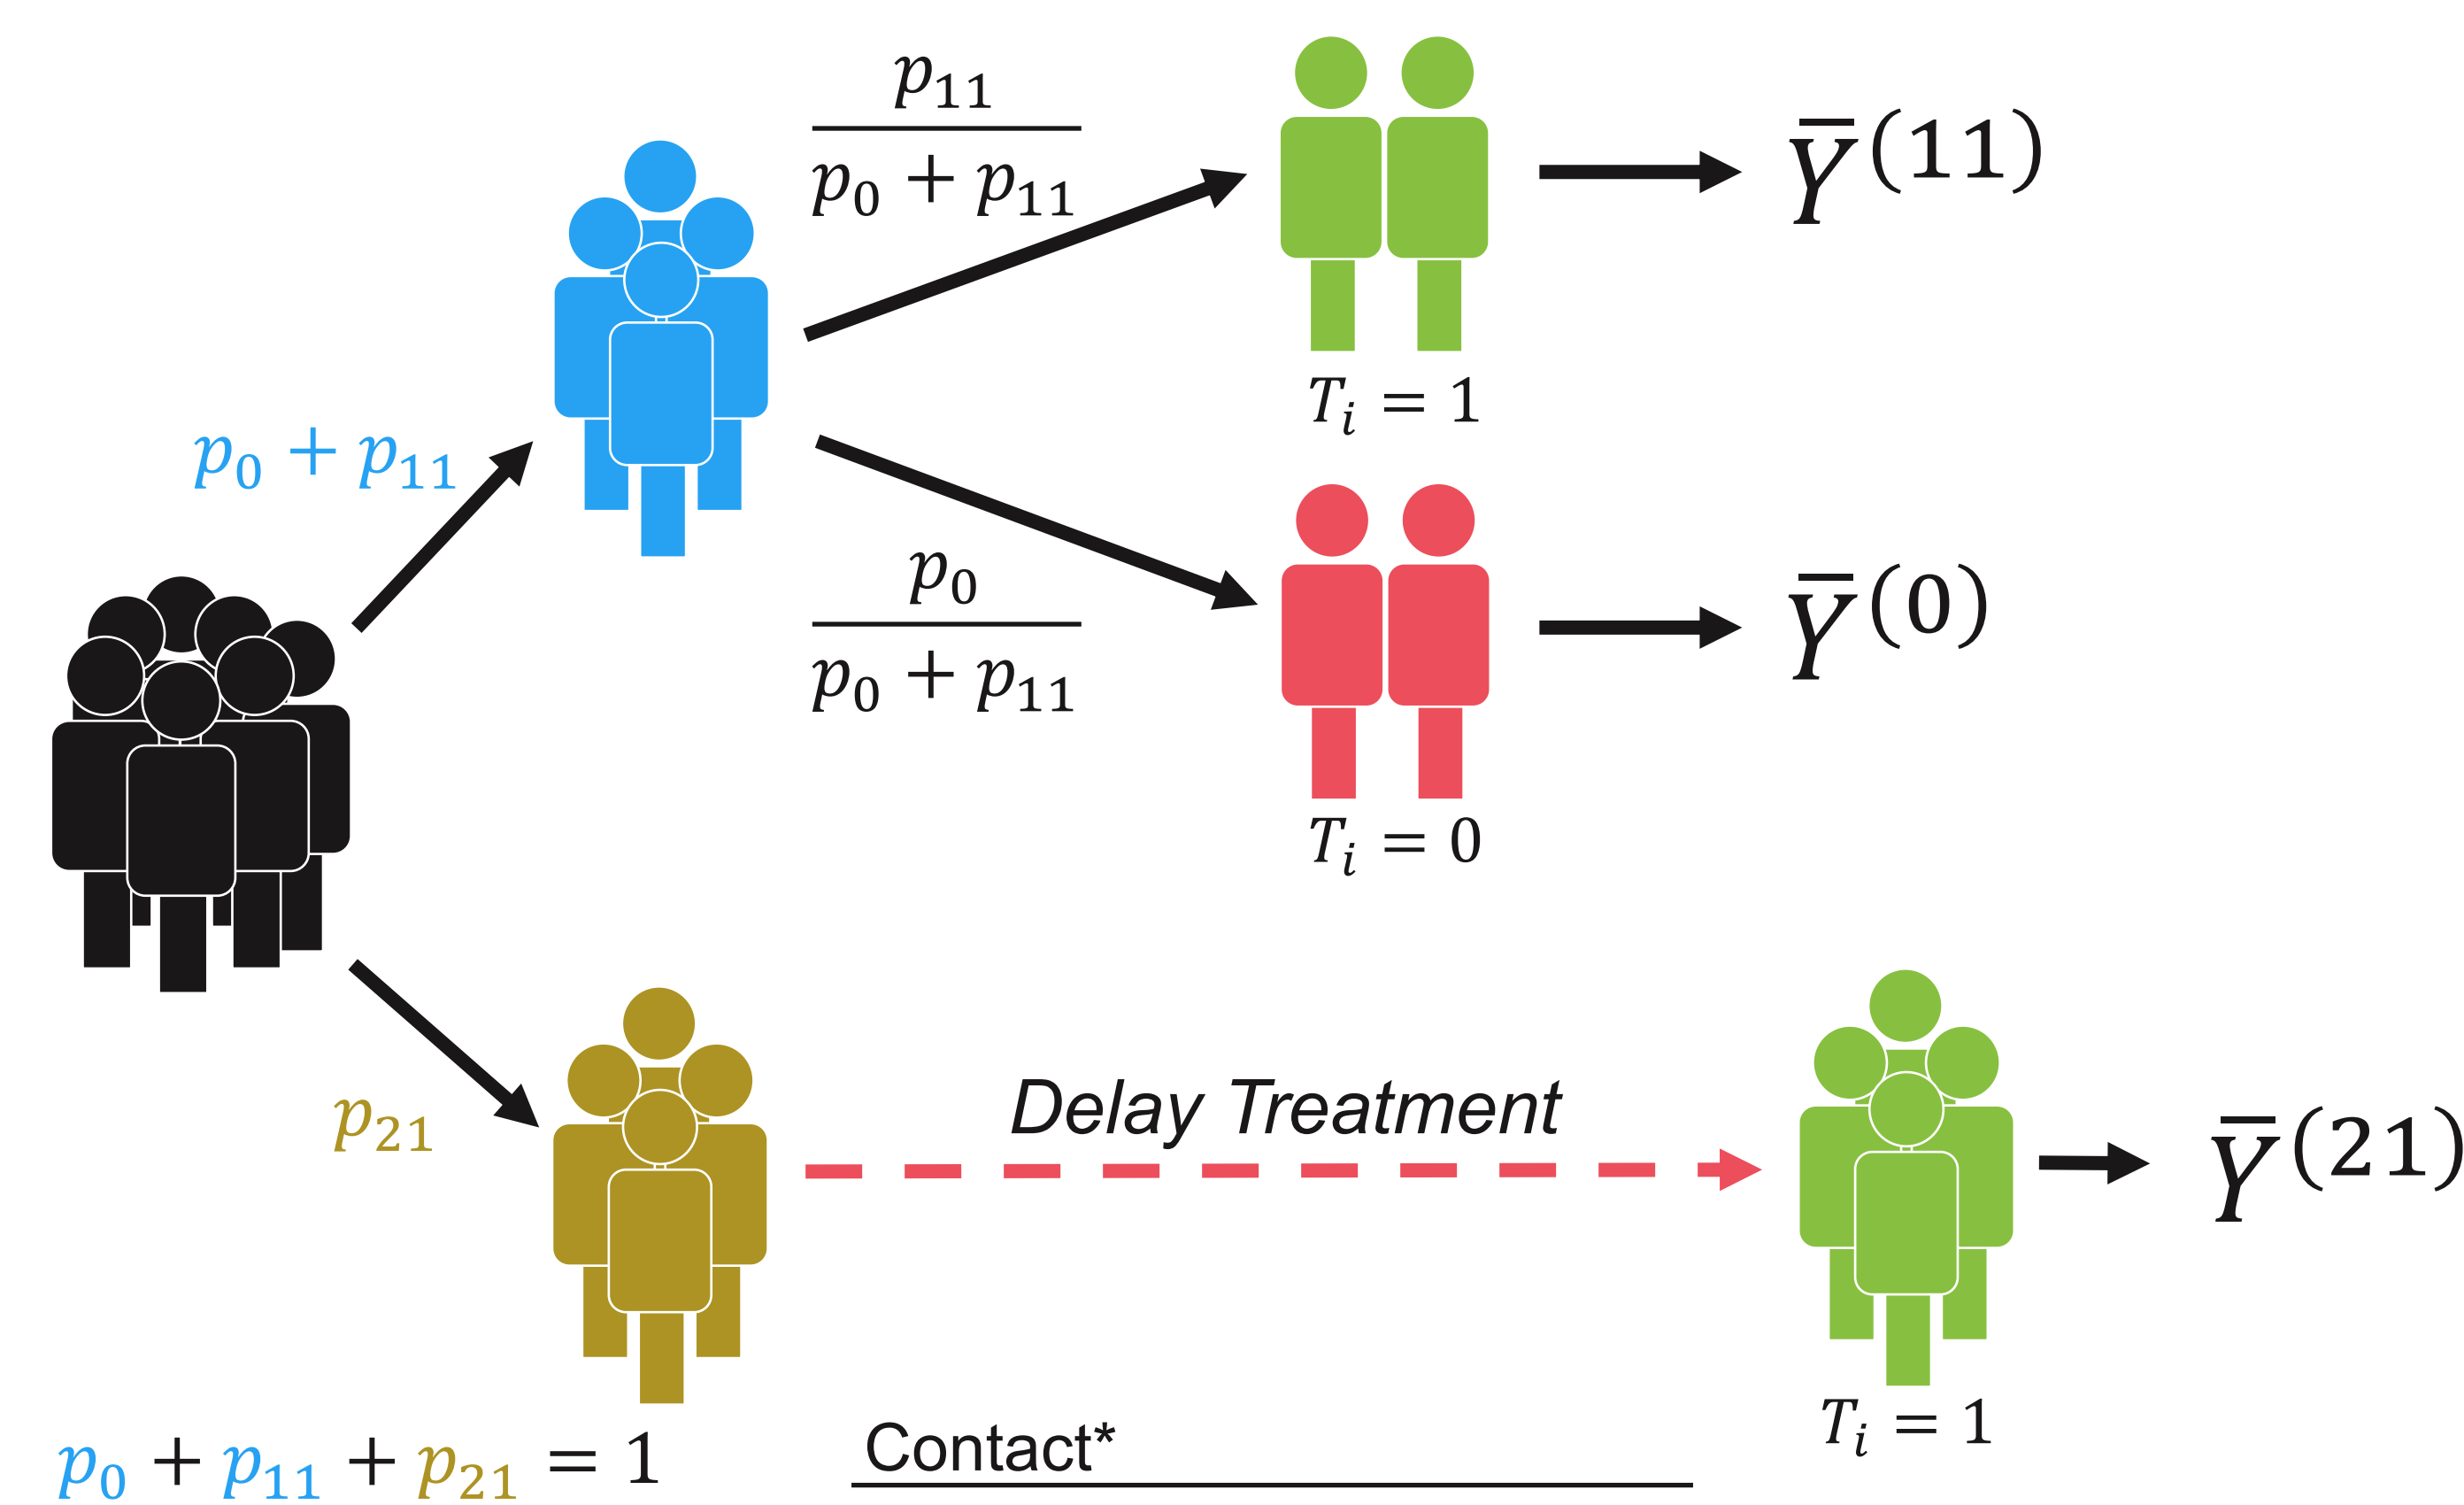 p₁₁
p₀ + p₁₁
Y̅⁽¹¹⁾
Tᵢ = 1
p₀ + p₁₁
p₀
p₀ + p₁₁
Y̅⁽⁰⁾
Tᵢ = 0
p₂₁
Delay Treatment
Y̅⁽²¹⁾
Tᵢ = 1
p₀ + p₁₁ + p₂₁ = 1
Contact*